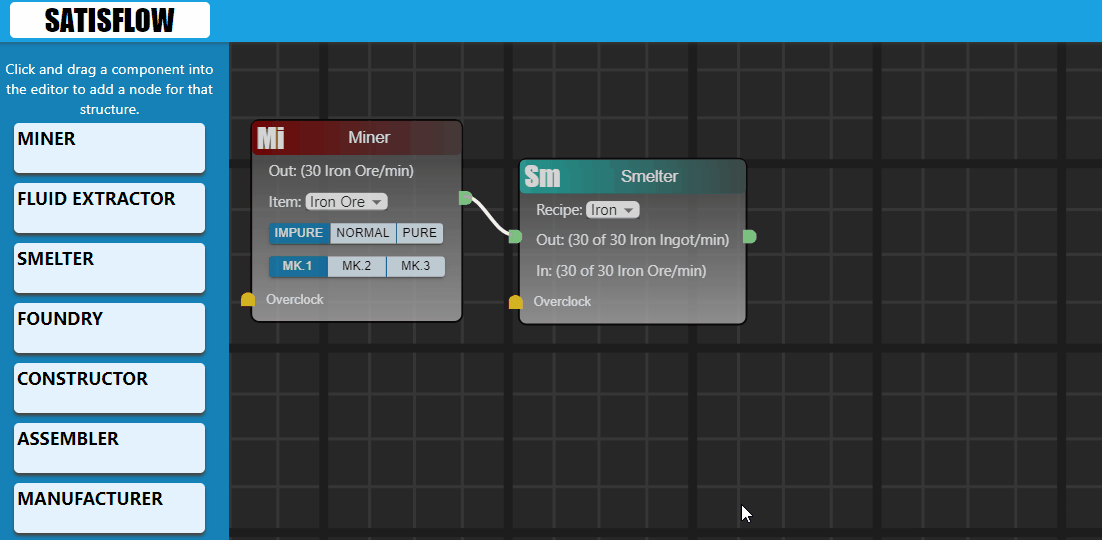 SATISFLOW
Click and drag a component into
the editor to add a node for that
structure.
MINER
FLUID EXTRACTOR
SMELTER
FOUNDRY
CONSTRUCTOR
ASSEMBLER
MANUFACTURER
Mi Miner
Out: (30 Iron Ore/min)
Item: Iron Ore
IMPURE NORMAL PURE
MK.1 MK.2 MK.3
Overclock
Sm Smelter
Recipe: Iron
Out: (30 of 30 Iron Ingot/min)
In: (30 of 30 Iron Ore/min)
Overclock